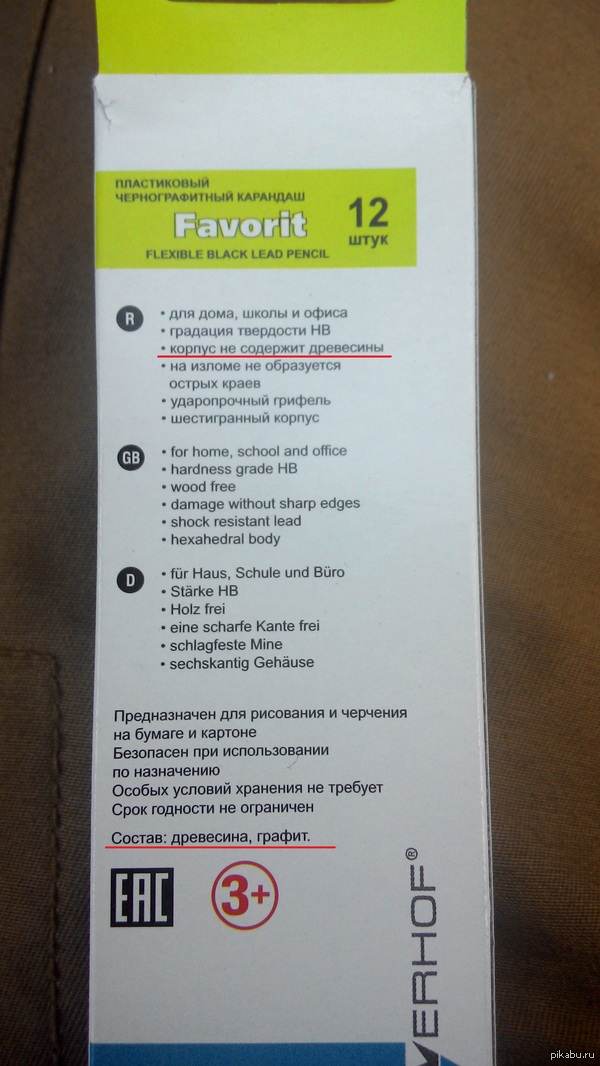 ПЛАСТИКОВЫЙ
ЧЕРНОГРАФИТНЫЙ КАРАНДАШ
Favorit
12
штук
FLEXIBLE BLACK LEAD PENCIL
R
• для дома, школы и офиса
• градация твердости НВ
• корпус не содержит древесины
• на изломе не образуется
острых краев
• ударопрочный грифель
• шестигранный корпус
GB
• for home, school and office
• hardness grade HB
• wood free
• damage without sharp edges
• shock resistant lead
• hexahedral body
D
• für Haus, Schule und Büro
• Stärke HB
• Holz frei
• eine scharfe Kante frei
• schlagfeste Mine
• sechskantig Gehäuse
Предназначен для рисования и черчения
на бумаге и картоне
Безопасен при использовании
по назначению
Особых условий хранения не требует
Срок годности не ограничен
Состав: древесина, графит.
EAC
3+
ERHOF®
pikabu.ru